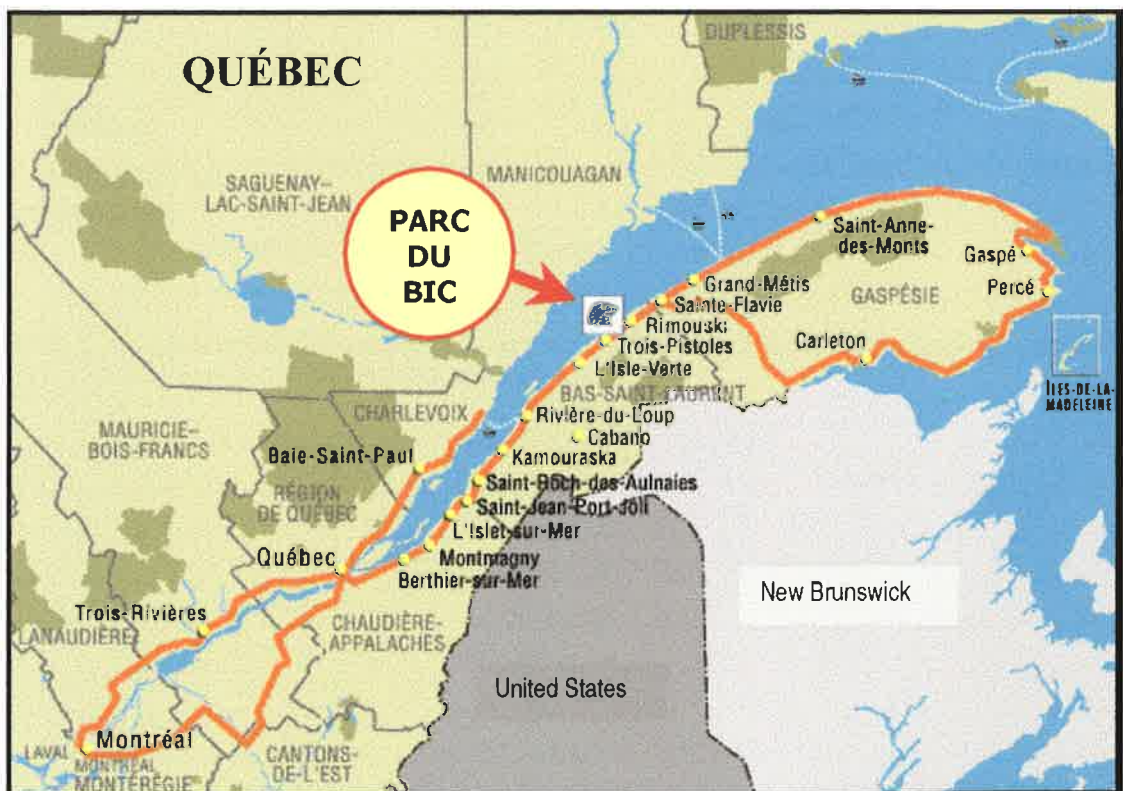 DUPLESSIS
QUÉBEC
MANICOUAGAN
SAGUENAY–
LAC-SAINT-JEAN
PARC
DU
BIC
Saint-Anne-
des-Monts
Gaspé
Percé
GASPÉSIE
Grand-Métis
Sainte-Flavie
Rimouski
Trois-Pistoles
Carleton
L'Isle-Verte
ÎLES-DE-LA-
MADELEINE
BAS-SAINT-LAURENT
CHARLEVOIX
Rivière-du-Loup
MAURICIE–
BOIS-FRANCS
Cabano
Baie-Saint-Paul
Kamouraska
Saint-Roch-des-Aulnaies
RÉGION
DE QUÉBEC
Saint-Jean-Port-Joli
L'Islet-sur-Mer
Québec
Montmagny
Berthier-sur-Mer
New Brunswick
Trois-Rivières
LANAUDIÈRE
CHAUDIÈRE-
APPALACHES
United States
Montréal
LAVAL
MONTRÉAL
MONTÉRÉGIE
CANTONS-
DE-L'EST